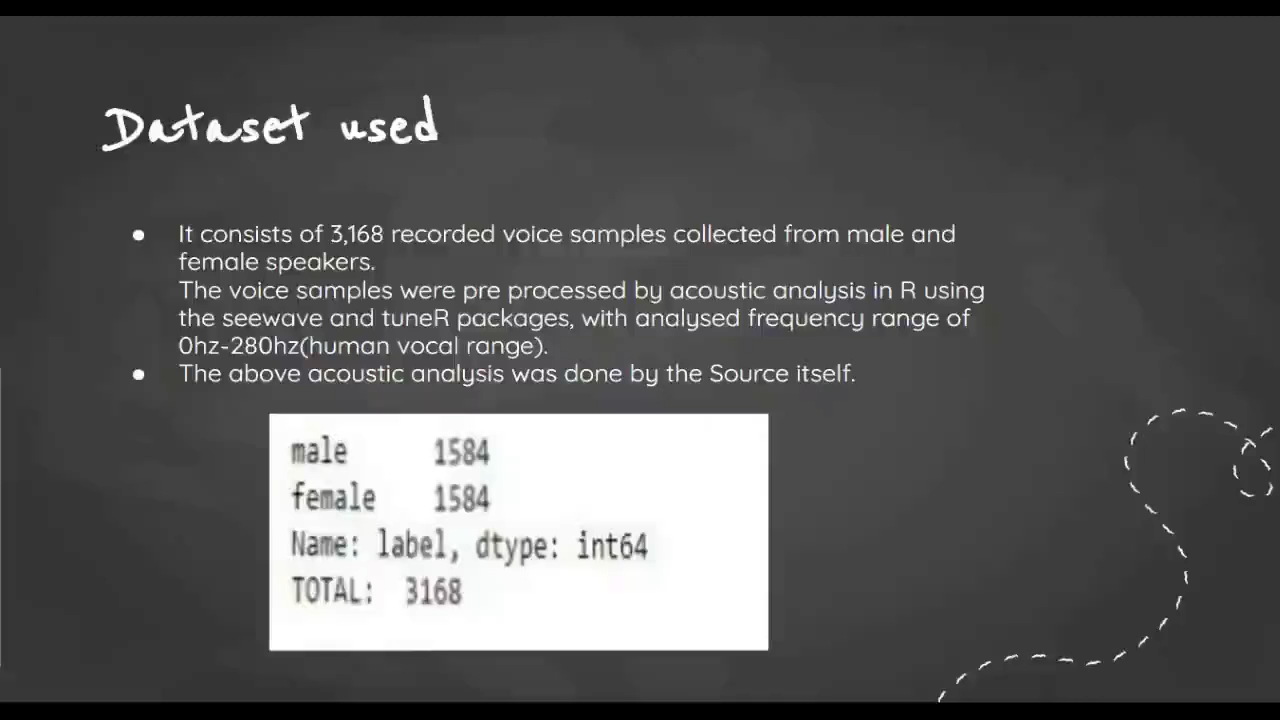 Dataset used
● It consists of 3,168 recorded voice samples collected from male and
female speakers.
The voice samples were pre processed by acoustic analysis in R using
the seewave and tuneR packages, with analysed frequency range of
0hz-280hz(human vocal range).
● The above acoustic analysis was done by the Source itself.
male 1584
female 1584
Name: label, dtype: int64
TOTAL: 3168